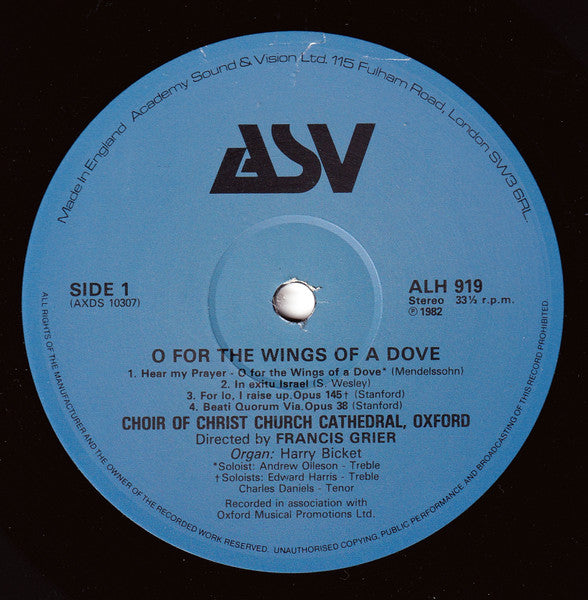 Made In England Academy Sound & Vision Ltd. 115 Fulham Road, London SW3 6RL.
ASV
SIDE 1
(AXDS 10307)
ALH 919
Stereo 33⅓ r.p.m.
℗ 1982
O FOR THE WINGS OF A DOVE
1. Hear my Prayer - O for the Wings of a Dove* (Mendelssohn)
2. In exitu Israel (S. Wesley)
3. For lo, I raise up. Opus 145† (Stanford)
4. Beati Quorum Via. Opus 38 (Stanford)
CHOIR OF CHRIST CHURCH CATHEDRAL, OXFORD
Directed by FRANCIS GRIER
Organ: Harry Bicket
*Soloist: Andrew Olleson - Treble
†Soloists: Edward Harris - Treble
Charles Daniels - Tenor
Recorded in association with
Oxford Musical Promotions Ltd.
ALL RIGHTS OF THE MANUFACTURER AND THE OWNER OF THE RECORDED WORK RESERVED. UNAUTHORISED COPYING, PUBLIC PERFORMANCE AND BROADCASTING OF THIS RECORD PROHIBITED